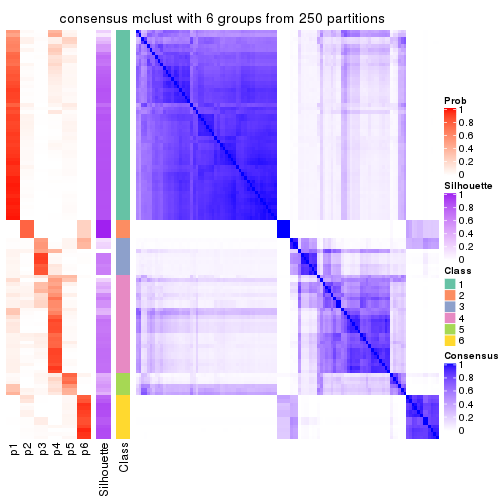 consensus mclust with 6 groups from 250 partitions
Prob
1
0.8
0.6
0.4
0.2
0
Silhouette
1
0.8
0.6
0.4
0.2
0
Class
1
2
3
4
5
6
Consensus
1
0.8
0.6
0.4
0.2
0
p1
p2
p3
p4
p5
p6
Silhouette
Class